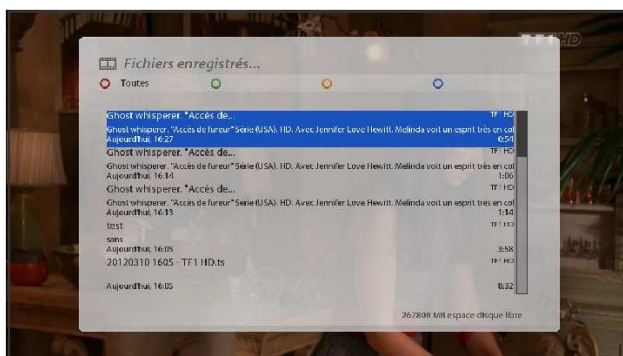 TF1 HD
Fichiers enregistrés...
Toutes
Ghost whisperer. "Accès de... TF1 HD
Ghost whisperer. "Accès de fureur" Série (USA). HD. Avec Jennifer Love Hewitt. Melinda voit un esprit très en col
Aujourd'hui, 16:27 0:54
Ghost whisperer. "Accès de... TF1 HD
Ghost whisperer. "Accès de fureur" Série (USA). HD. Avec Jennifer Love Hewitt. Melinda voit un esprit très en col
Aujourd'hui, 16:14 1:06
Ghost whisperer. "Accès de... TF1 HD
Ghost whisperer. "Accès de fureur" Série (USA). HD. Avec Jennifer Love Hewitt. Melinda voit un esprit très en col
Aujourd'hui, 16:13 1:14
test TF1 HD
sans
Aujourd'hui, 16:05 3:58
20120310 1605 - TF1 HD.ts TF1 HD
Aujourd'hui, 16:05 8:32
267808 MB espace disque libre